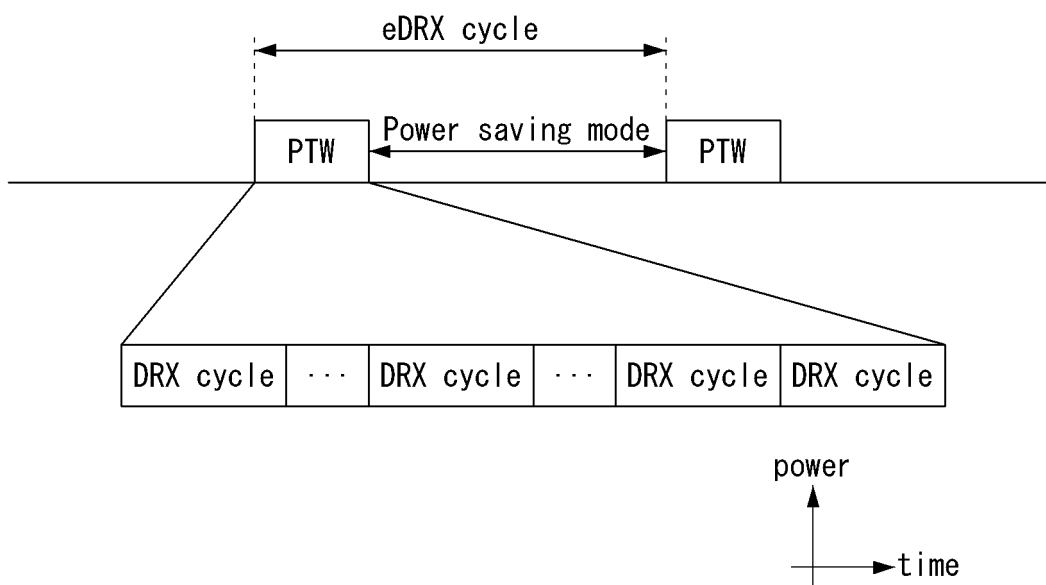 eDRX cycle
PTW
Power saving mode
PTW
DRX cycle
...
DRX cycle
...
DRX cycle
DRX cycle
power
time